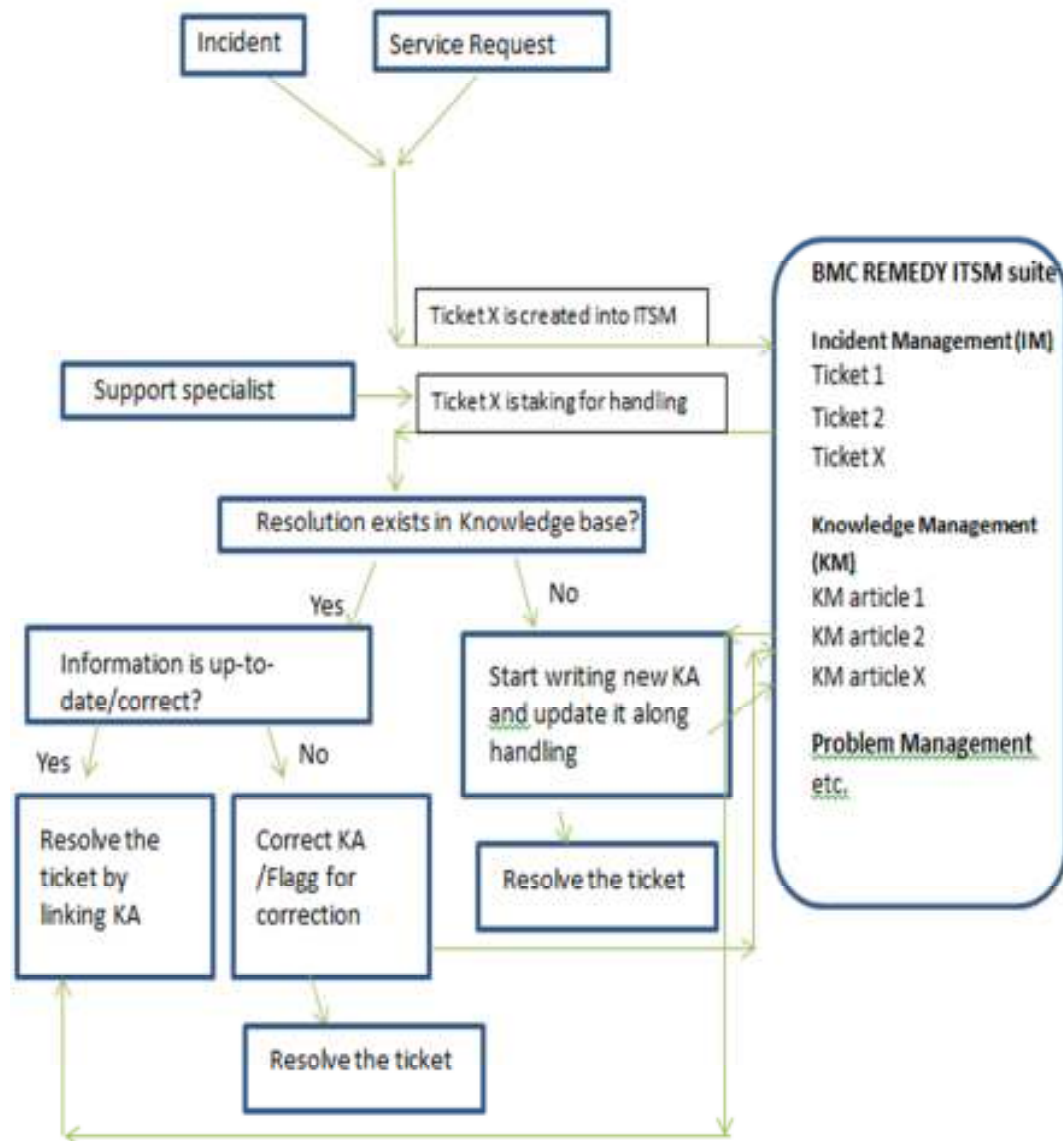 Incident
Service Request
Ticket X is created into ITSM
Support specialist
Ticket X is taking for handling
Resolution exists in Knowledge base?
Yes
No
Information is up-to-
date/correct?
Start writing new KA
and update it along
handling
Yes
No
Resolve the
ticket by
linking KA
Correct KA
/Flagg for
correction
Resolve the ticket
Resolve the ticket
BMC REMEDY ITSM suite
Incident Management (IM)
Ticket 1
Ticket 2
Ticket X
Knowledge Management
(KM)
KM article 1
KM article 2
KM article X
Problem Management
etc.